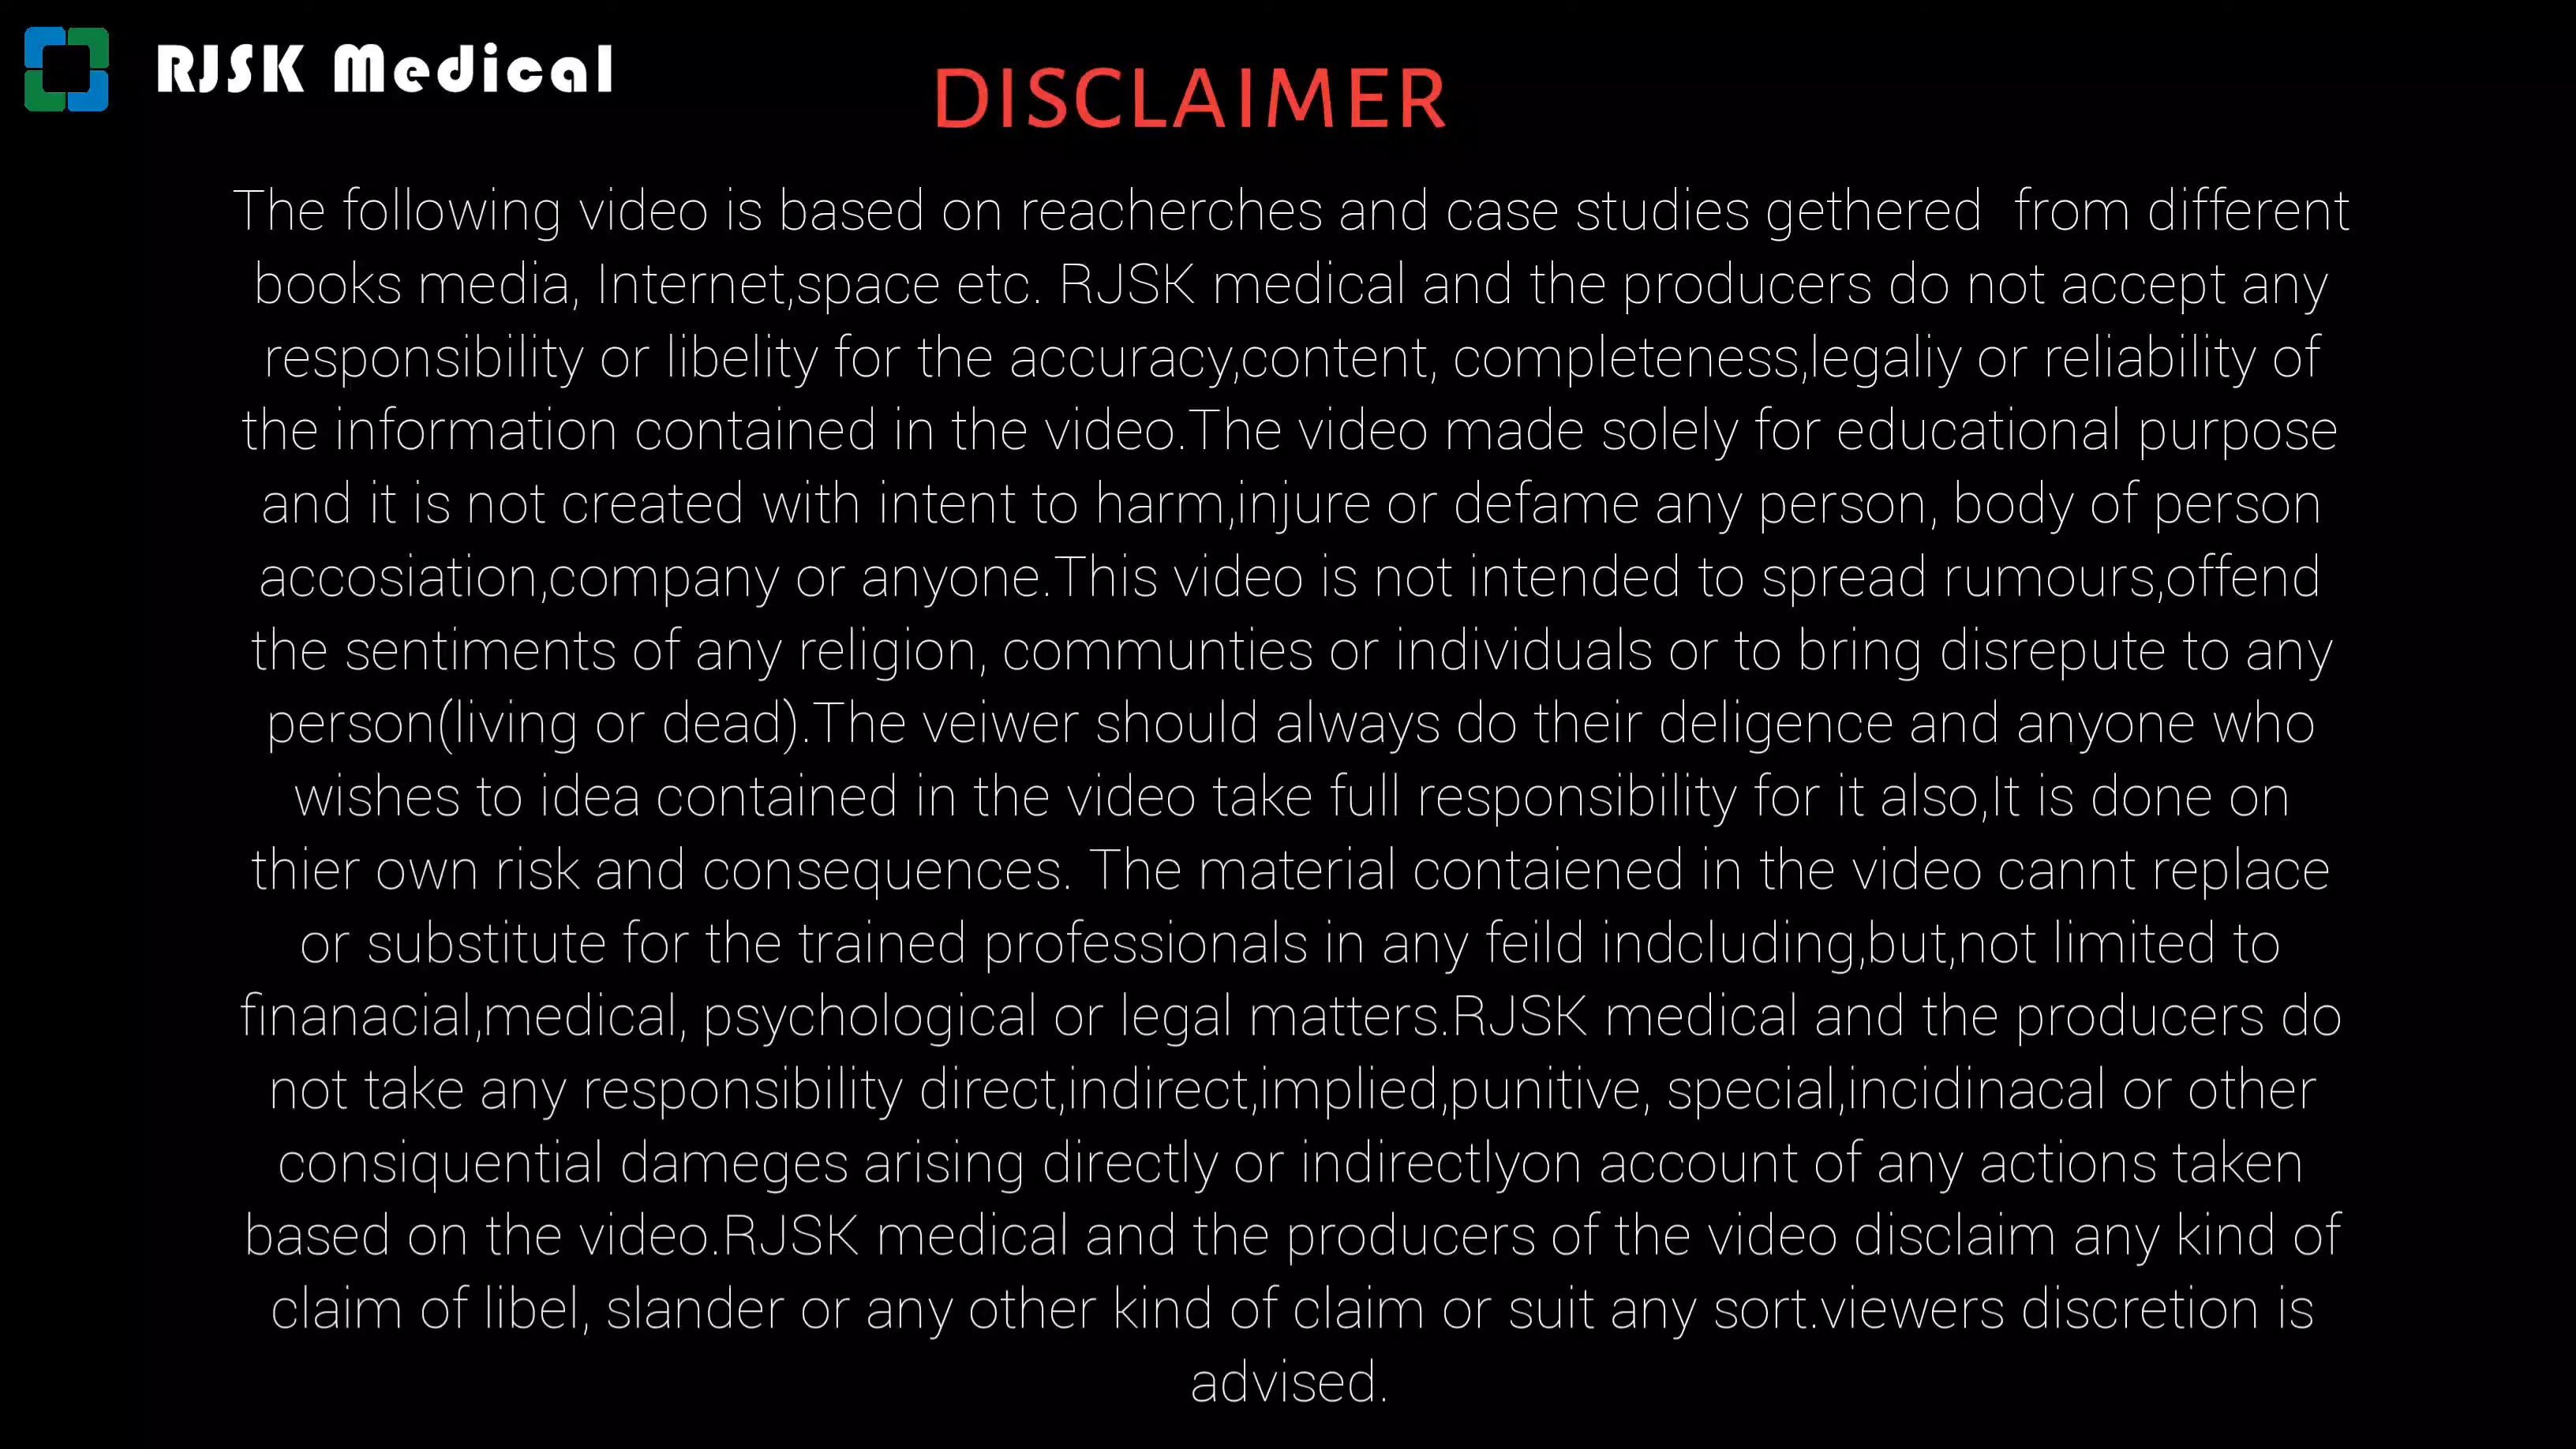 RJSK Medical
DISCLAIMER
The following video is based on reacherches and case studies gethered from different
books media, Internet,space etc. RJSK medical and the producers do not accept any
responsibility or libelity for the accuracy,content, completeness,legaliy or reliability of
the information contained in the video.The video made solely for educational purpose
and it is not created with intent to harm,injure or defame any person, body of person
accosiation,company or anyone.This video is not intended to spread rumours,offend
the sentiments of any religion, communties or individuals or to bring disrepute to any
person(living or dead).The veiwer should always do their deligence and anyone who
wishes to idea contained in the video take full responsibility for it also,It is done on
thier own risk and consequences. The material contaiened in the video cannt replace
or substitute for the trained professionals in any feild indcluding,but,not limited to
finanacial,medical, psychological or legal matters.RJSK medical and the producers do
not take any responsibility direct,indirect,implied,punitive, special,incidinacal or other
consiquential dameges arising directly or indirectlyon account of any actions taken
based on the video.RJSK medical and the producers of the video disclaim any kind of
claim of libel, slander or any other kind of claim or suit any sort.viewers discretion is
advised.